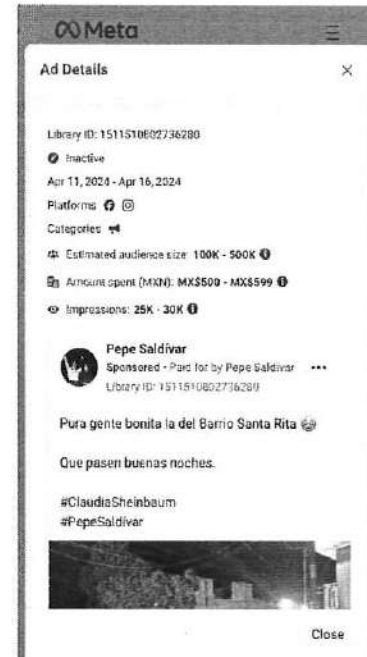 Meta
Ad Details
Library ID: 1511510802736280
Inactive
Apr 11, 2024 - Apr 16, 2024
Platforms
Categories
Estimated audience size: 100K - 500K
Amount spent (MXN): MX$500 - MX$599
Impressions: 25K - 30K
Pepe Saldívar
Sponsored • Paid for by Pepe Saldivar
Library ID: 1511510802736280
Pura gente bonita la del Barrio Santa Rita
Que pasen buenas noches.
#ClaudiaSheinbaum
#PepeSaldívar
Close